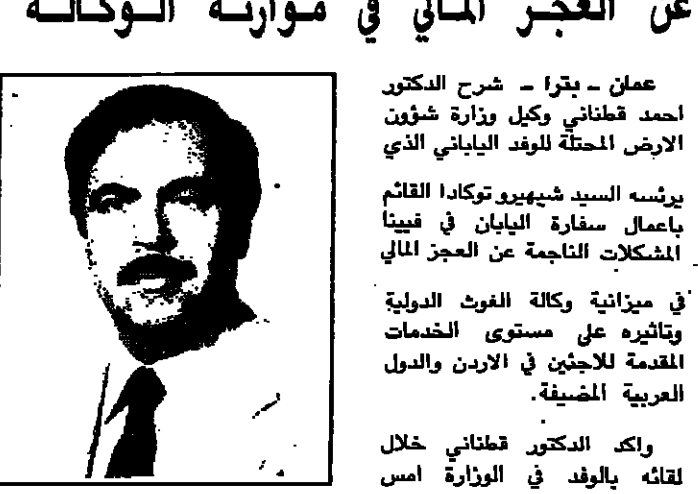 عن العجز المالي في موازنة الوكالة
عمان ـ بترا ـ شرح الدكتور
احمد قطناني وكيل وزارة شؤون
الارض المحتلة للوفد الياباني الذي
يرئسه السيد شيهيرو توكادا القائم
باعمال سفارة اليابان في فيينا
المشكلات الناجمة عن العجز المالي
في ميزانية وكالة الغوث الدولية
وتاثيره على مستوى الخدمات
المقدمة للاجئين في الاردن والدول
العربية المضيفة.
واكد الدكتور قطناني خلال
لقائه بالوفد في الوزارة امس